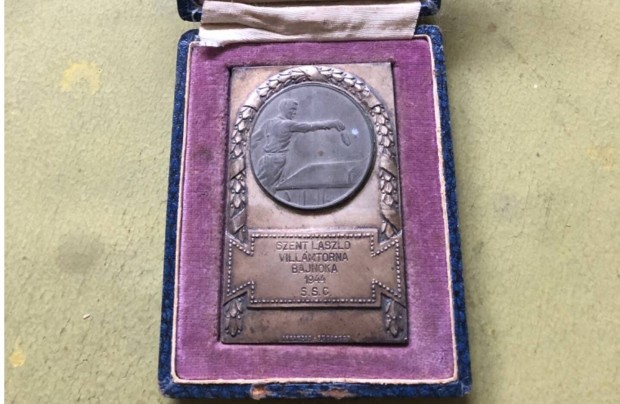 SZENT LÁSZLÓ
VILLÁMTORNA
BAJNOKA
1944
S.S.C.